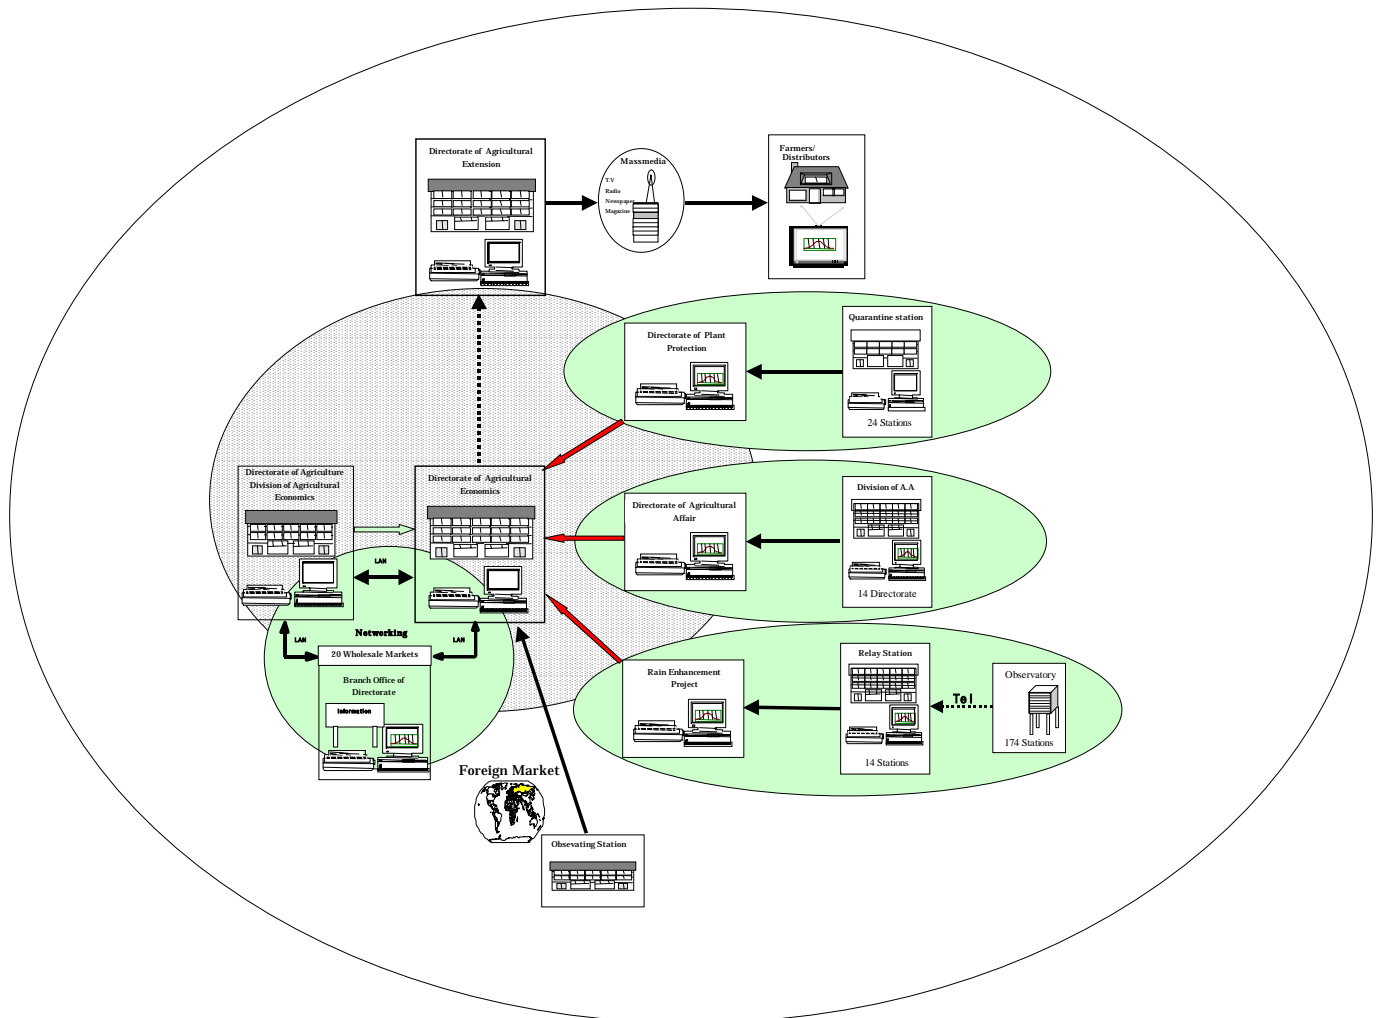 Directorate of Agricultural
Extension
Massmedia
T.V
Radio
Newspaper
Magazine
Farmers/
Distributors
Directorate of Plant
Protection
Quarantine station
24 Stations
Directorate of Agriculture
Division of Agricultural
Economics
Directorate of Agricultural
Economics
LAN
Directorate of Agricultural
Affair
Division of A.A
14 Directorate
LAN
Networking
LAN
20 Wholesale Markets
Branch Office of
Directorate
Information
Rain Enhancement
Project
Relay Station
14 Stations
Tel
Observatory
174 Stations
Foreign Market
Obsevating Station